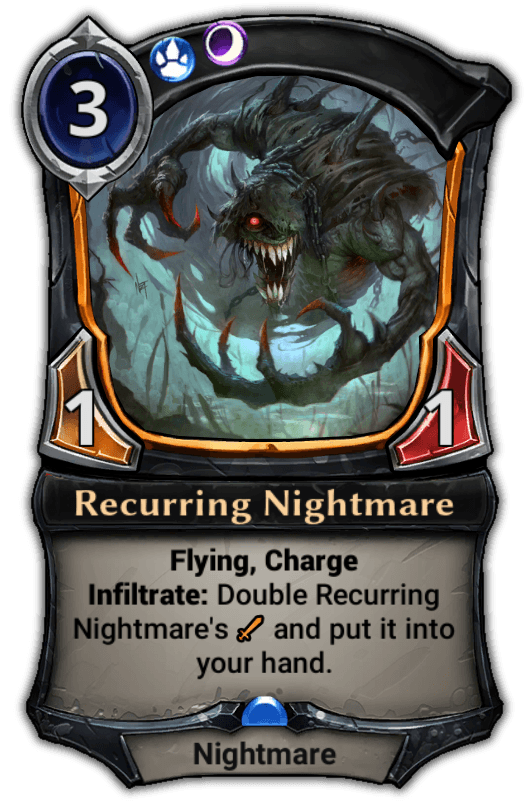 3
1
1
Recurring Nightmare
Flying, Charge
Infiltrate: Double Recurring
Nightmare's and put it into
your hand.
Nightmare